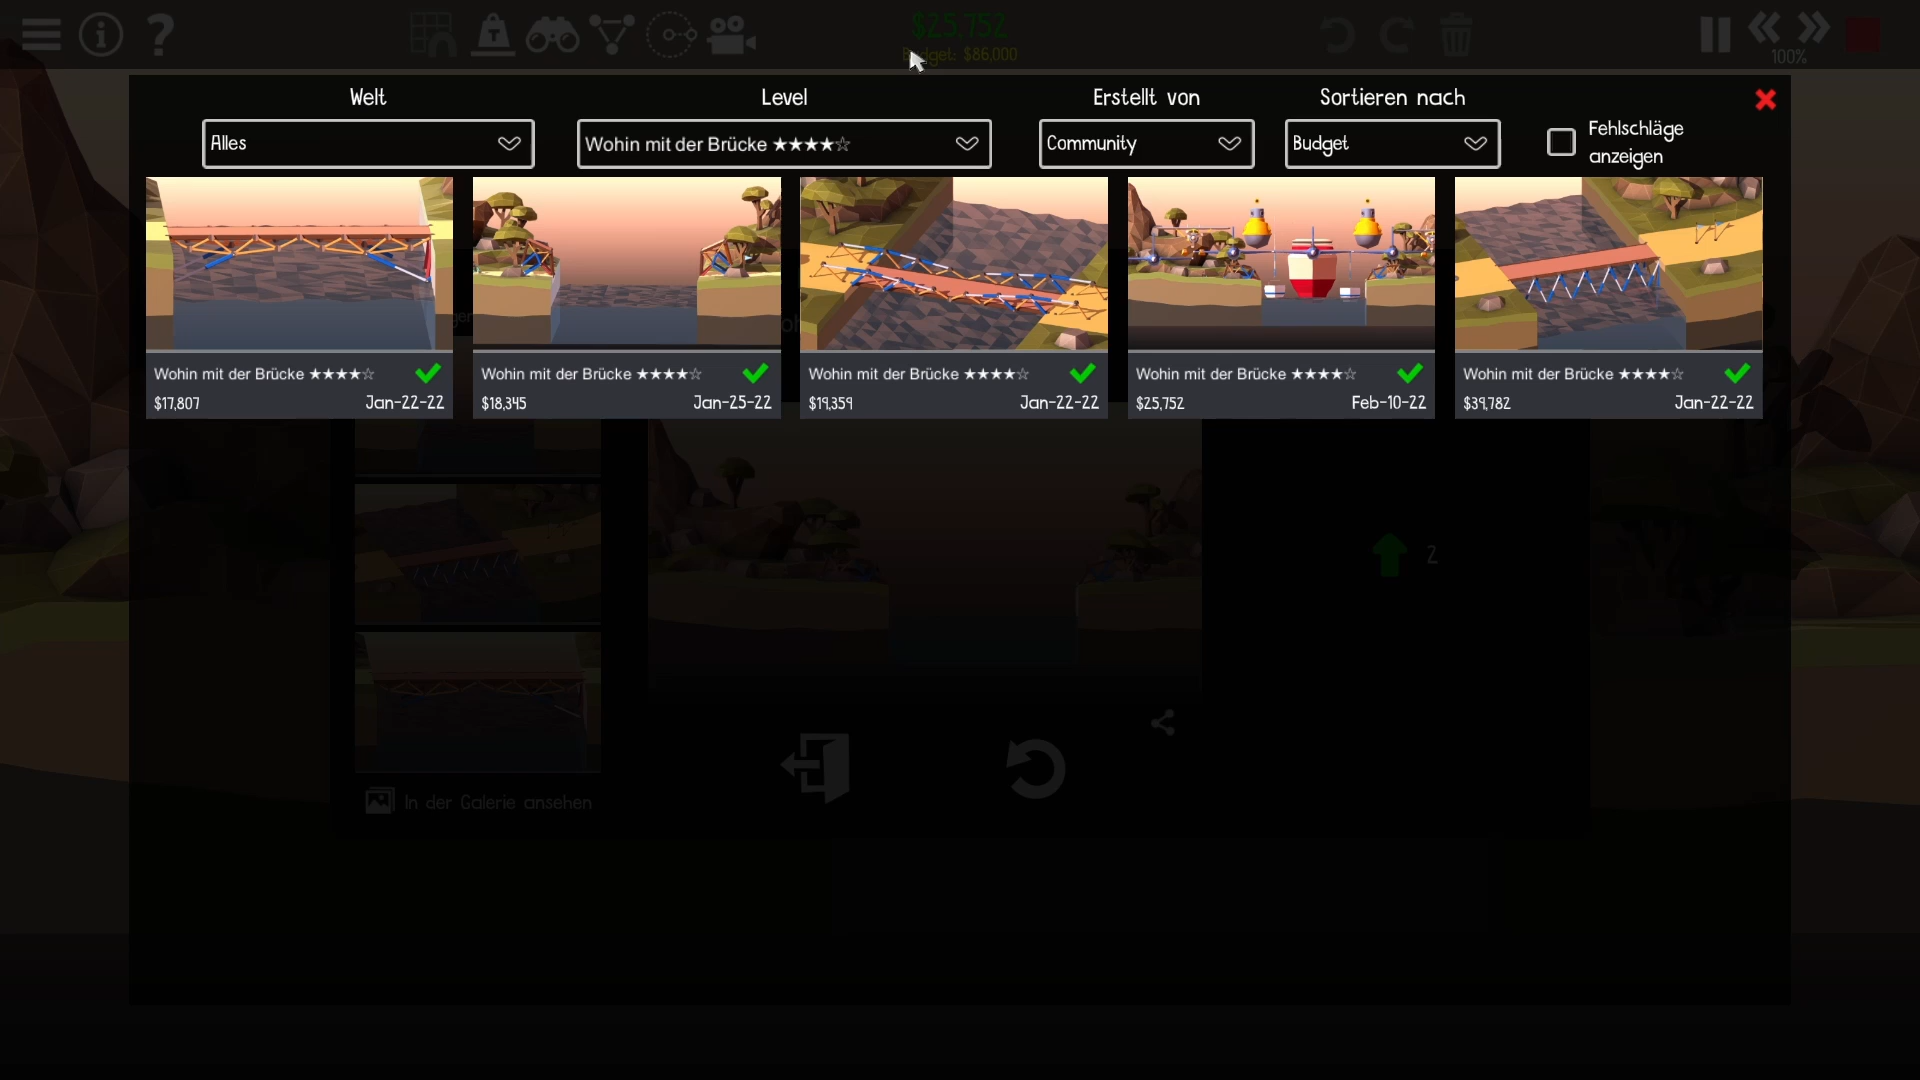 $25,752
Budget: $86,000
100%
Welt
Level
Erstellt von
Sortieren nach
Alles
Wohin mit der Brücke ★★★★☆
Community
Budget
Fehlschläge
anzeigen
Wohin mit der Brücke ★★★★☆
$17,807
Jan-22-22
Wohin mit der Brücke ★★★★☆
$18,345
Jan-25-22
Wohin mit der Brücke ★★★★☆
$19,359
Jan-22-22
Wohin mit der Brücke ★★★★☆
$25,752
Feb-10-22
Wohin mit der Brücke ★★★★☆
$39,782
Jan-22-22
2
In der Galerie ansehen